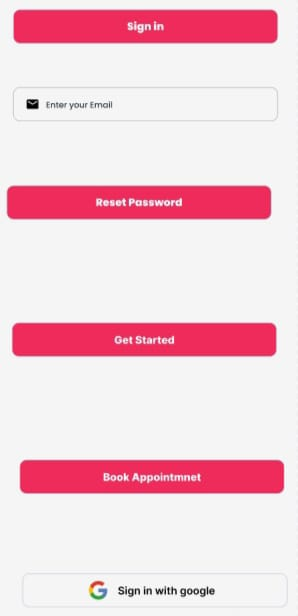 Sign in
Enter your Email
Reset Password
Get Started
Book Appointmnet
Sign in with google